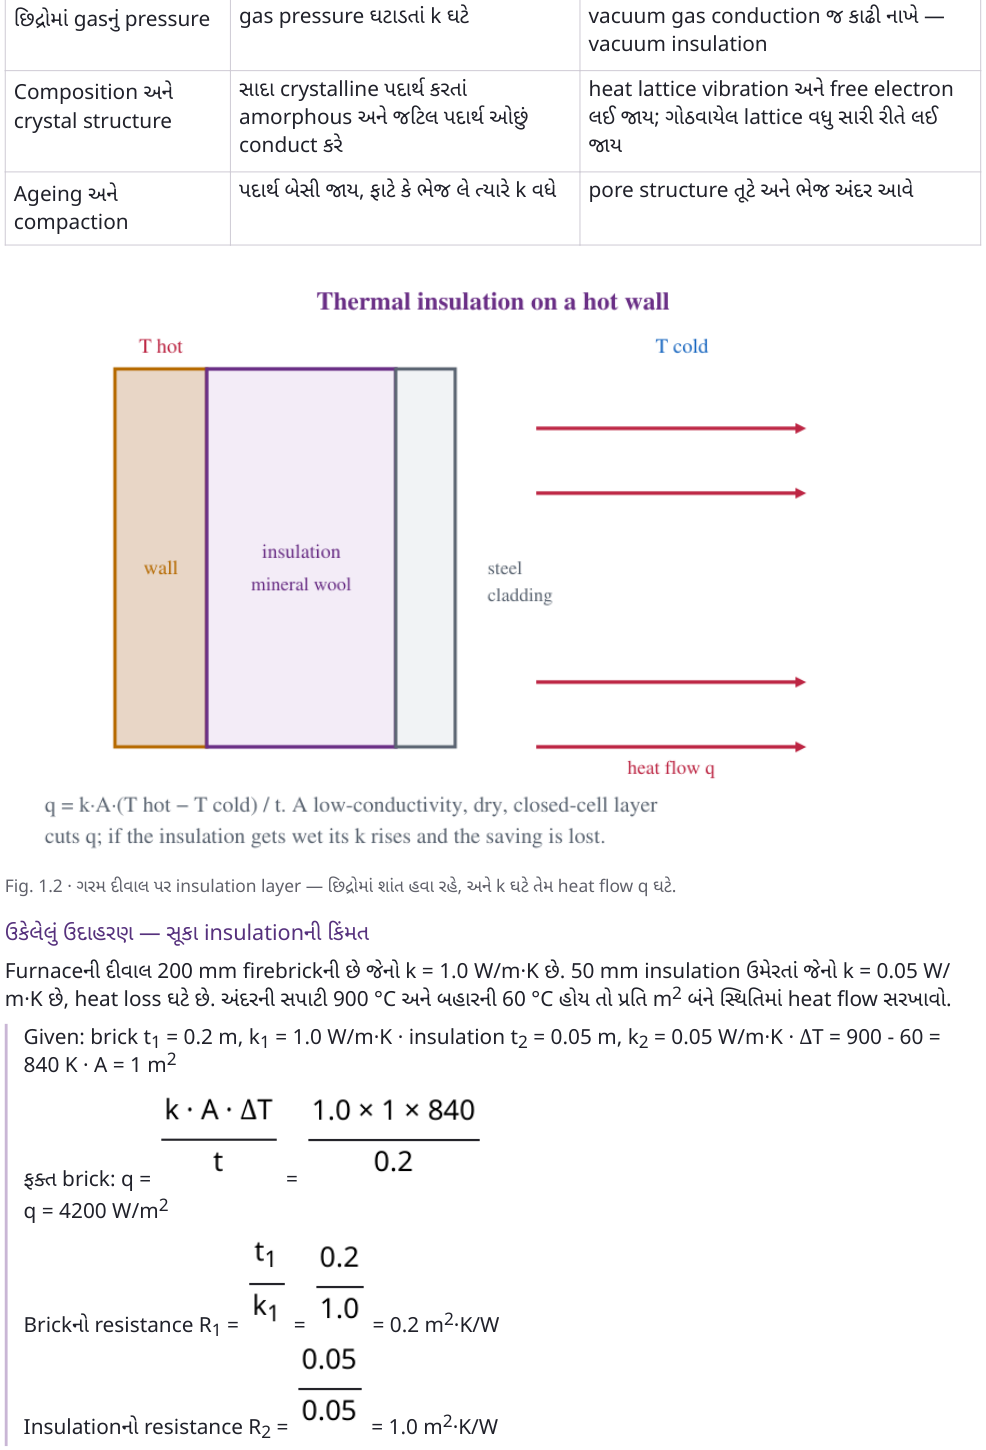 છિદ્રોમાં gasનું pressure
gas pressure ઘટાડતાં k ઘટે
vacuum gas conduction જ કાઢી નાખે —
vacuum insulation
Composition અને
crystal structure
સાદા crystalline પદાર્થ કરતાં
amorphous અને જટિલ પદાર્થ ઓછું
conduct કરે
heat lattice vibration અને free electron
લઈ જાય; ગોઠવાયેલ lattice વધુ સારી રીતે લઈ
જાય
Ageing અને
compaction
પદાર્થ બેસી જાય, ફાટે કે ભેજ લે ત્યારે k વધે
pore structure તૂટે અને ભેજ અંદર આવે
Thermal insulation on a hot wall
T hot
T cold
wall
insulation
mineral wool
steel
cladding
heat flow q
q = k·A·(T hot − T cold) / t. A low-conductivity, dry, closed-cell layer
cuts q; if the insulation gets wet its k rises and the saving is lost.
Fig. 1.2 · ગરમ દીવાલ પર insulation layer — છિદ્રોમાં શાંત હવા રહે, અને k ઘટે તેમ heat flow q ઘટે.
ઉકેલેલું ઉદાહરણ — સૂકા insulationની કિંમત
Furnaceની દીવાલ 200 mm firebrickની છે જેનો k = 1.0 W/m·K છે. 50 mm insulation ઉમેરતાં જેનો k = 0.05 W/
m·K છે, heat loss ઘટે છે. અંદરની સપાટી 900 °C અને બહારની 60 °C હોય તો પ્રતિ m² બંને સ્થિતિમાં heat flow સરખાવો.
Given: brick t₁ = 0.2 m, k₁ = 1.0 W/m·K · insulation t₂ = 0.05 m, k₂ = 0.05 W/m·K · ΔT = 900 - 60 =
840 K · A = 1 m²
ફક્ત brick: q = k · A · ΔT / t = 1.0 × 1 × 840 / 0.2
q = 4200 W/m²
Brickનો resistance R₁ = t₁ / k₁ = 0.2 / 1.0 = 0.2 m²·K/W
Insulationનો resistance R₂ = 0.05 / 0.05 = 1.0 m²·K/W